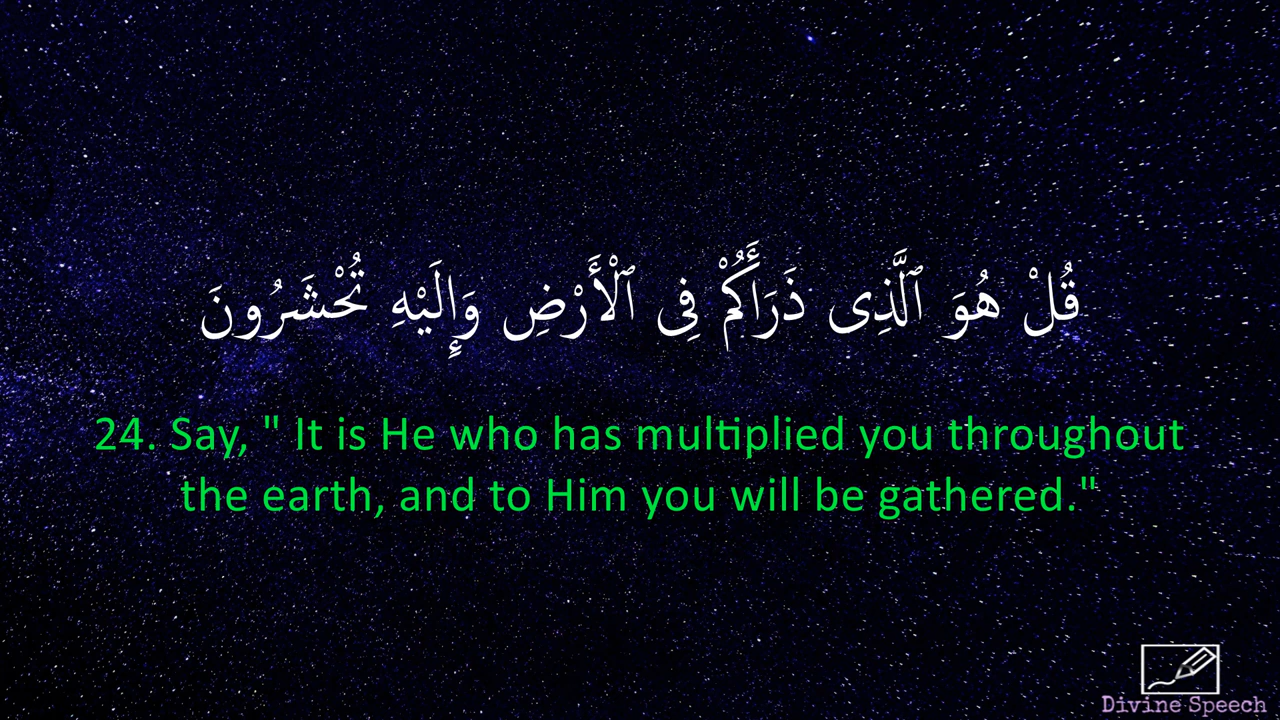 قُلْ هُوَ ٱلَّذِى ذَرَأَكُمْ فِى ٱلْأَرْضِ وَإِلَيْهِ تُحْشَرُونَ
24. Say, " It is He who has multiplied you throughout
the earth, and to Him you will be gathered."
Divine Speech